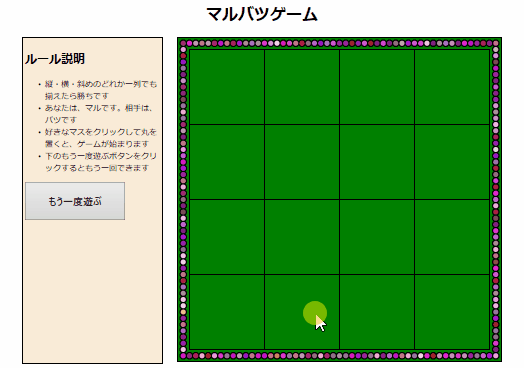 マルバツゲーム
ルール説明
• 縦・横・斜めのどれか一列でも
揃えたら勝ちです
• あなたは、マルです。相手は、
バツです
• 好きなマスをクリックして丸を
置くと、ゲームが始まります
• 下のもう一度遊ぶボタンをクリ
ックするともう一回できます
もう一度遊ぶ